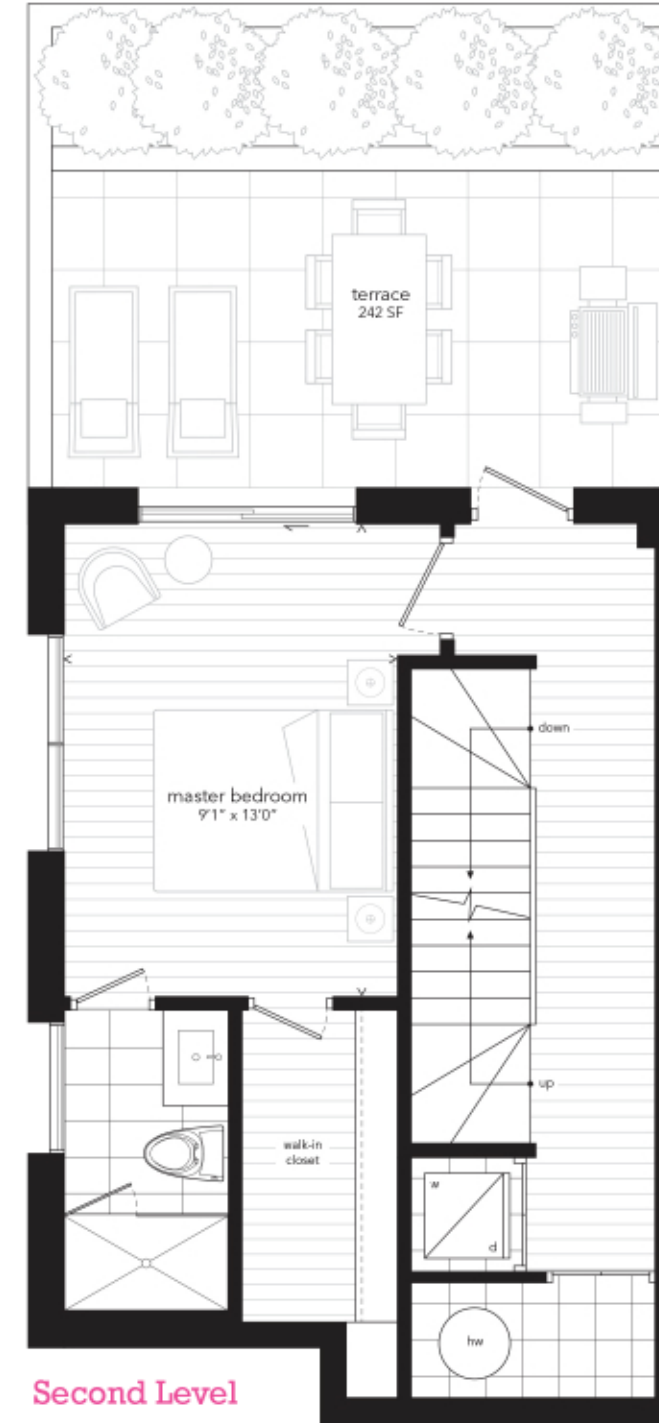 terrace
242 SF
down
master bedroom
9'1" x 13'0"
up
walk-in
closet
w
d
hw
Second Level